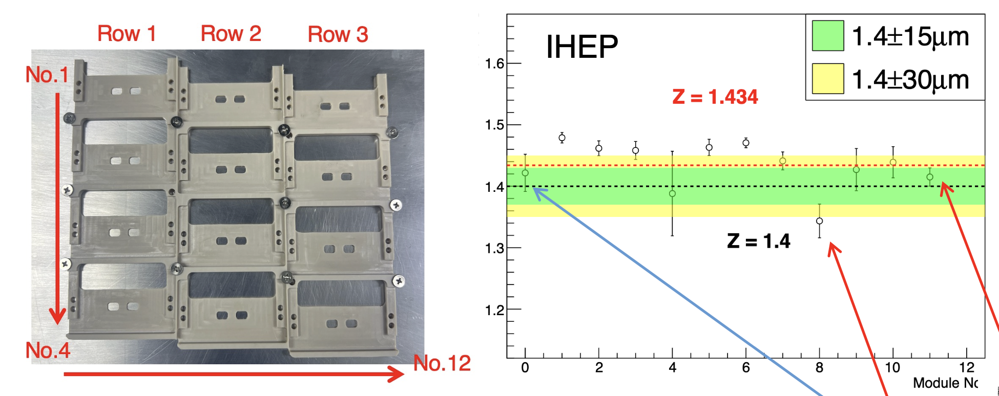 Row 1
Row 2
Row 3
No.1
No.4
No.12
IHEP
1.4±15μm
1.4±30μm
Z = 1.434
Z = 1.4
1.6
1.5
1.4
1.3
1.2
0
2
4
6
8
10
12
Module No